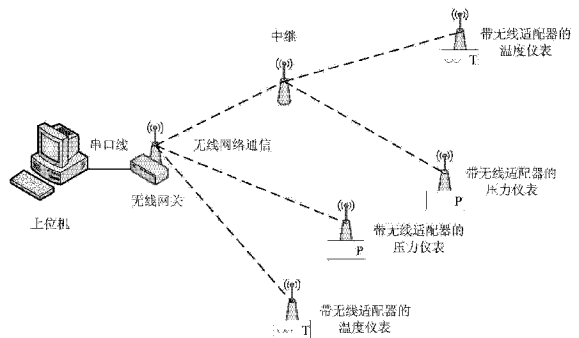 带无线适配器的
温度仪表
T
中继
串口线
无线网络通信
无线网关
上位机
带无线适配器的
压力仪表
P
带无线适配器的
压力仪表
P
带无线适配器的
温度仪表
T